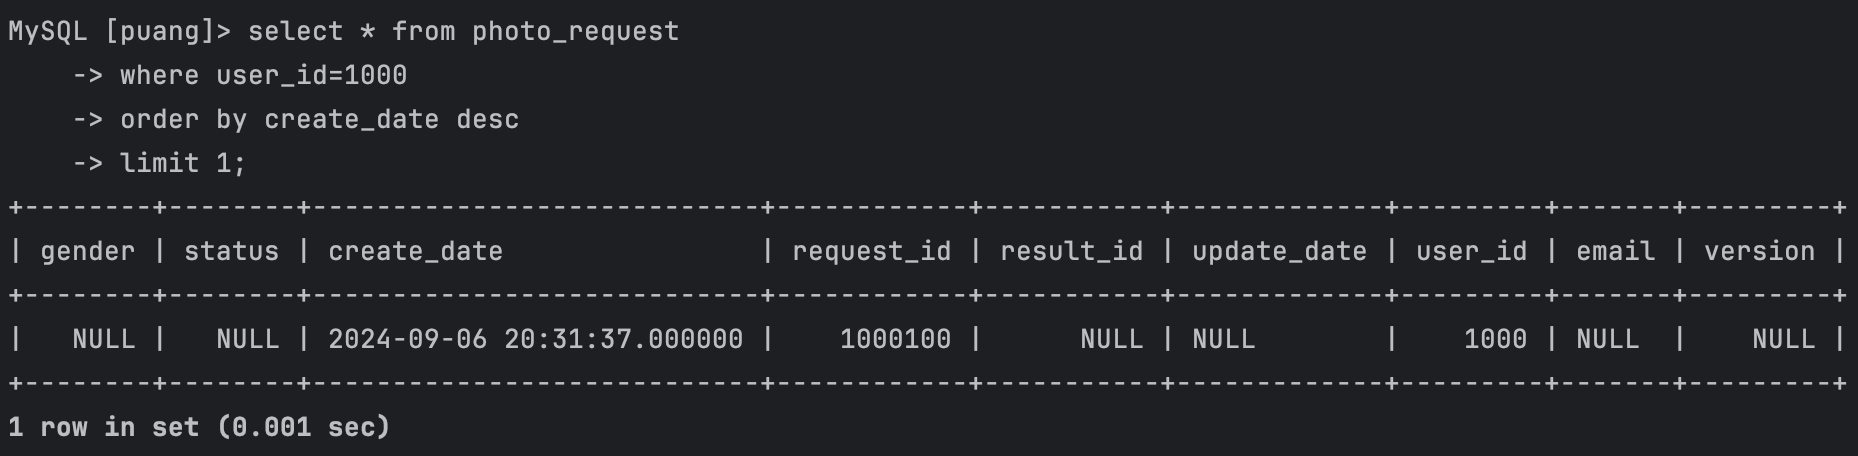 MySQL [puang]> select * from photo_request
    -> where user_id=1000
    -> order by create_date desc
    -> limit 1;
+--------+--------+----------------------------+------------+-----------+-------------+---------+-------+---------+
| gender | status | create_date                | request_id | result_id | update_date | user_id | email | version |
+--------+--------+----------------------------+------------+-----------+-------------+---------+-------+---------+
|   NULL |   NULL | 2024-09-06 20:31:37.000000 |    1000100 |      NULL | NULL        |    1000 | NULL  |    NULL |
+--------+--------+----------------------------+------------+-----------+-------------+---------+-------+---------+
1 row in set (0.001 sec)